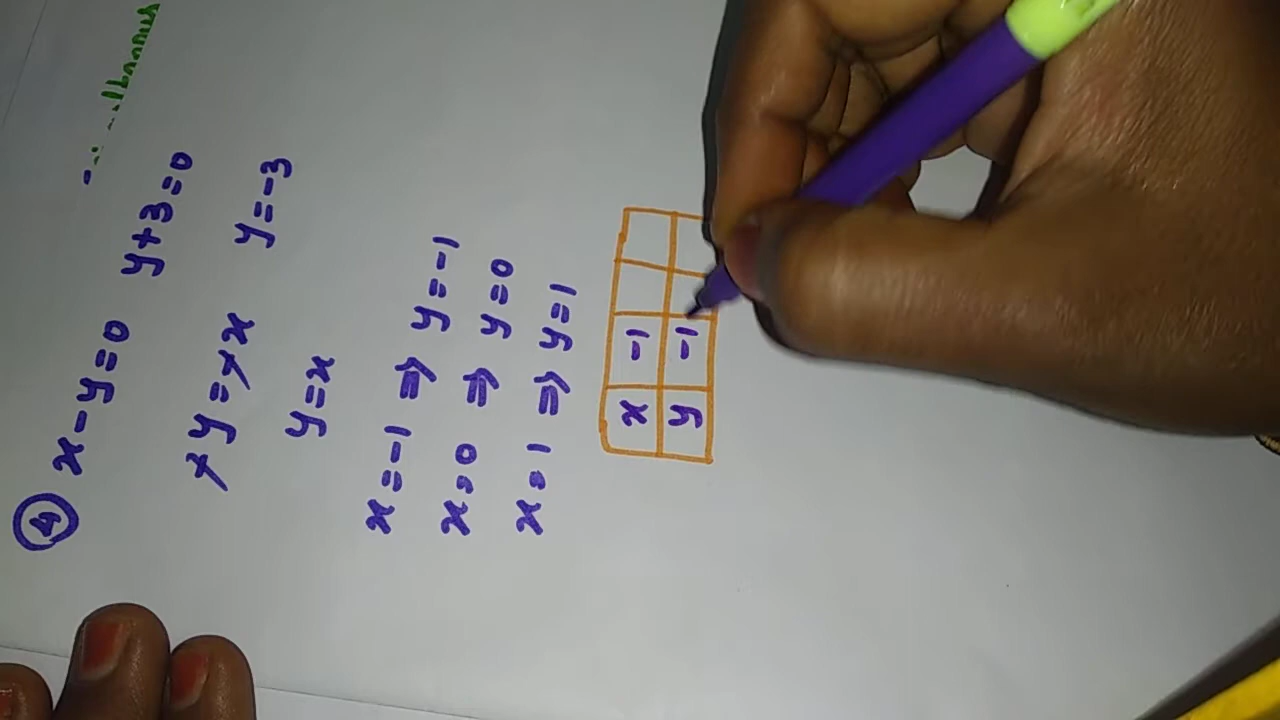 ④ x-y=0 y+3=0
-y=-x y=-3
y=x
x=-1 ⇒ y=-1
x=0 ⇒ y=0
x=1 ⇒ y=1
x -1
y -1